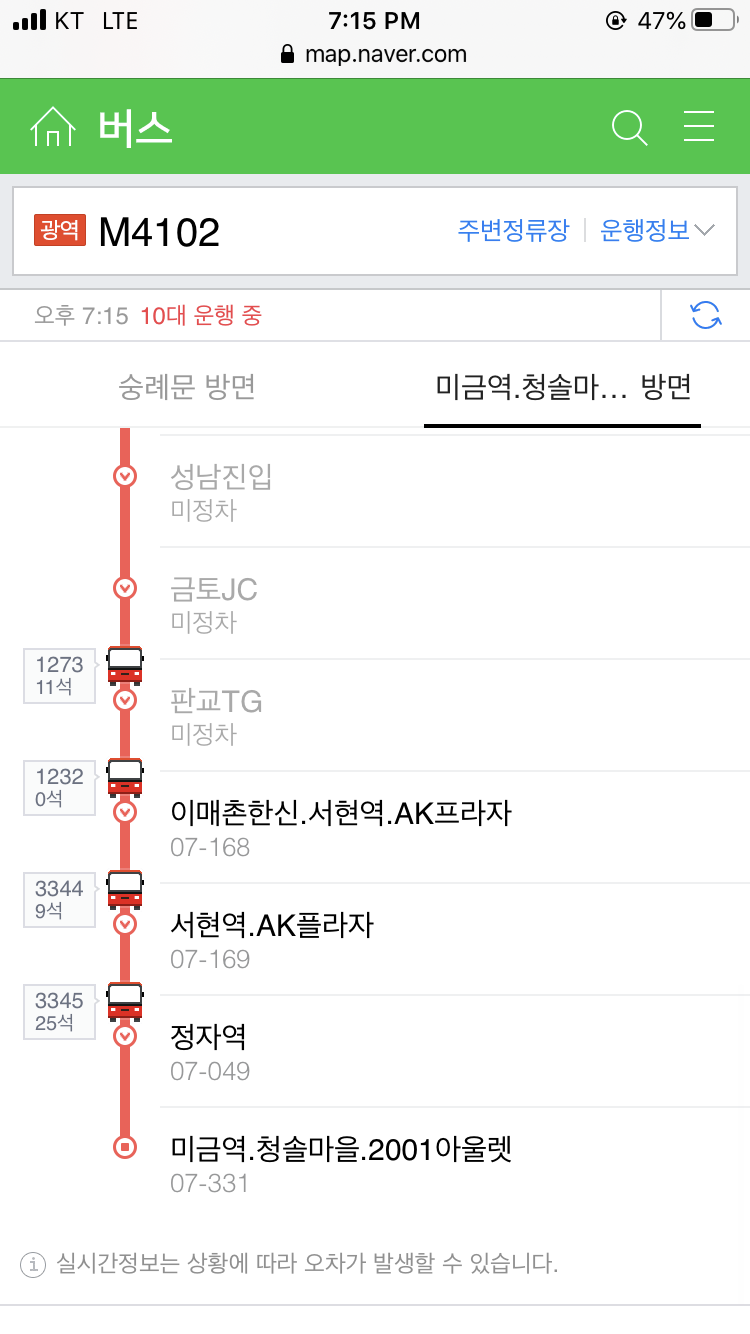 KT LTE 7:15 PM 47%
map.naver.com
버스
광역 M4102 주변정류장 운행정보
오후 7:15 10대 운행 중
숭례문 방면 미금역.청솔마... 방면
성남진입
미정차
금토JC
미정차
1273
11석
판교TG
미정차
1232
0석
이매촌한신.서현역.AK프라자
07-168
3344
9석
서현역.AK플라자
07-169
3345
25석
정자역
07-049
미금역.청솔마을.2001아울렛
07-331
실시간정보는 상황에 따라 오차가 발생할 수 있습니다.